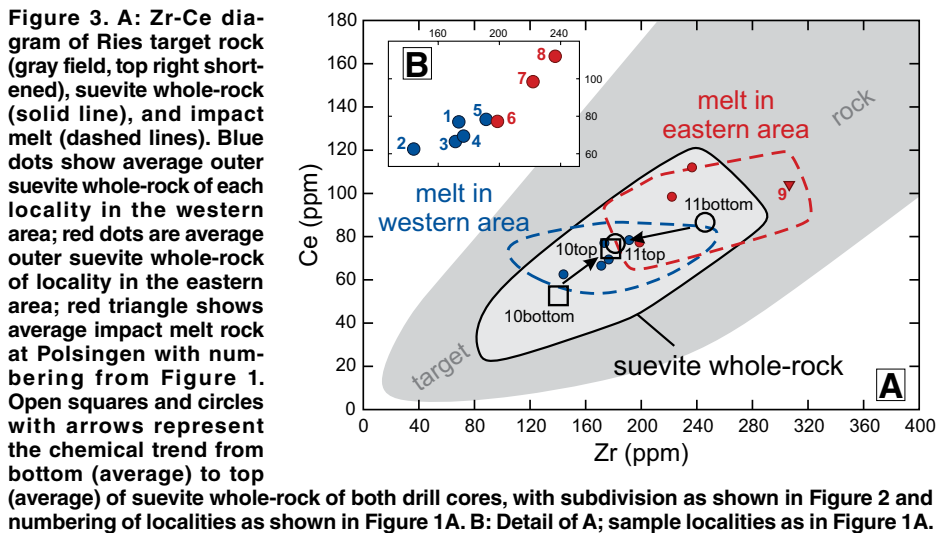 Figure 3. A: Zr-Ce dia-
gram of Ries target rock
(gray field, top right short-
ened), suevite whole-rock
(solid line), and impact
melt (dashed lines). Blue
dots show average outer
suevite whole-rock of each
locality in the western
area; red dots are average
outer suevite whole-rock
of locality in the eastern
area; red triangle shows
average impact melt rock
at Polsingen with num-
bering from Figure 1.
Open squares and circles
with arrows represent
the chemical trend from
bottom (average) to top
(average) of suevite whole-rock of both drill cores, with subdivision as shown in Figure 2 and
numbering of localities as shown in Figure 1A. B: Detail of A; sample localities as in Figure 1A.
180
160
140
120
100
80
60
40
20
0
Ce (ppm)
160 200 240
B
8
7
5
1
6
2
3
4
100
80
60
melt in
eastern area
rock
melt in
western area
9
11bottom
10top
11top
10bottom
suevite whole-rock
target
A
0 40 80 120 160 200 240 280 320 360 400
Zr (ppm)